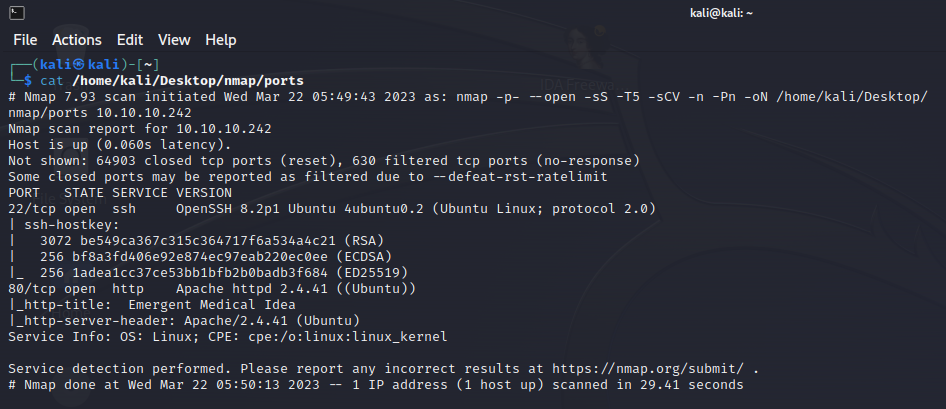 kali@kali: ~
File Actions Edit View Help
┌──(kali㉿kali)-[~]
└─$ cat /home/kali/Desktop/nmap/ports
# Nmap 7.93 scan initiated Wed Mar 22 05:49:43 2023 as: nmap -p- --open -sS -T5 -sCV -n -Pn -oN /home/kali/Desktop/
nmap/ports 10.10.10.242
Nmap scan report for 10.10.10.242
Host is up (0.060s latency).
Not shown: 64903 closed tcp ports (reset), 630 filtered tcp ports (no-response)
Some closed ports may be reported as filtered due to --defeat-rst-ratelimit
PORT   STATE SERVICE VERSION
22/tcp open  ssh     OpenSSH 8.2p1 Ubuntu 4ubuntu0.2 (Ubuntu Linux; protocol 2.0)
| ssh-hostkey:
|   3072 be549ca367c315c364717f6a534a4c21 (RSA)
|   256 bf8a3fd406e92e874ec97eab220ec0ee (ECDSA)
|_  256 1adea1cc37ce53bb1bfb2b0badb3f684 (ED25519)
80/tcp open  http    Apache httpd 2.4.41 ((Ubuntu))
|_http-title:  Emergent Medical Idea
|_http-server-header: Apache/2.4.41 (Ubuntu)
Service Info: OS: Linux; CPE: cpe:/o:linux:linux_kernel
Service detection performed. Please report any incorrect results at https://nmap.org/submit/ .
# Nmap done at Wed Mar 22 05:50:13 2023 -- 1 IP address (1 host up) scanned in 29.41 seconds